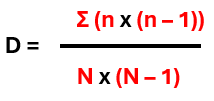 Σ (n x (n – 1))
D =
N x (N – 1)